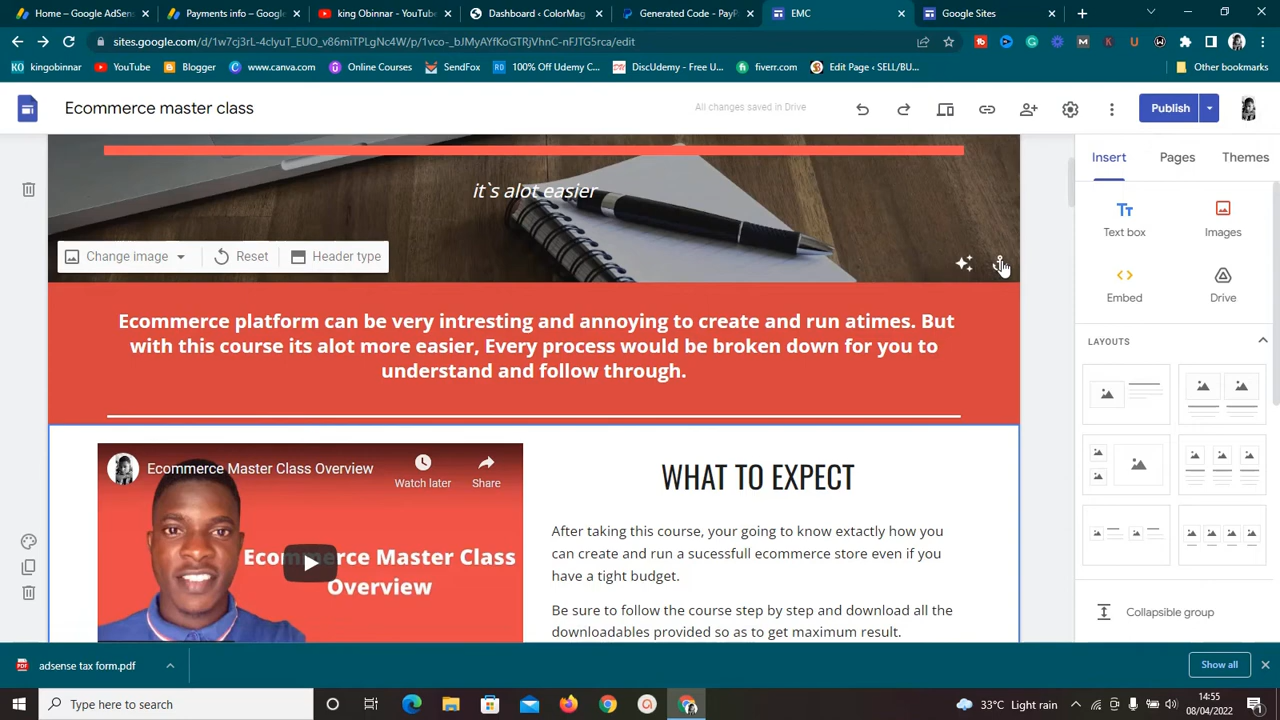 Home – Google AdSens
Payments info – Google
king Obinnar - YouTube
Dashboard ‹ ColorMag
Generated Code - PayP
EMC
Google Sites
sites.google.com/d/1w7cj3rL-4clyuT_EUO_v86miTPLgNc4W/p/1vco-_bJMyAYfKoGTRjVhnC-nFJTG5rca/edit
kingobinnar
YouTube
Blogger
www.canva.com
Online Courses
SendFox
100% Off Udemy C...
DiscUdemy - Free U...
fiverr.com
Edit Page ‹ SELL/BU...
Other bookmarks
Ecommerce master class
All changes saved in Drive
Publish
Insert
Pages
Themes
it`s alot easier
Change image
Reset
Header type
Text box
Images
Embed
Drive
Ecommerce platform can be very intresting and annoying to create and run atimes. But
with this course its alot more easier, Every process would be broken down for you to
understand and follow through.
LAYOUTS
Ecommerce Master Class Overview
Watch later
Share
Ecommerce Master Class
Overview
WHAT TO EXPECT
After taking this course, your going to know extactly how you
can create and run a sucessfull ecommerce store even if you
have a tight budget.
Be sure to follow the course step by step and download all the
downloadables provided so as to get maximum result.
Collapsible group
adsense tax form.pdf
Show all
Type here to search
33°C Light rain
14:55
08/04/2022